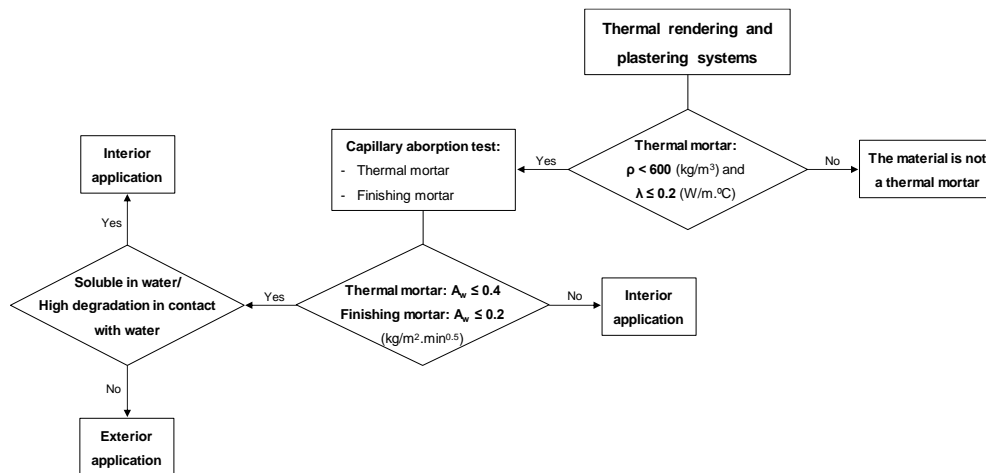 Thermal rendering and
plastering systems
Thermal mortar:
ρ < 600 (kg/m³) and
λ ≤ 0.2 (W/m.ºC)
No
The material is not
a thermal mortar
Yes
Capillary aborption test:
- Thermal mortar
- Finishing mortar
Thermal mortar: A_w ≤ 0.4
Finishing mortar: A_w ≤ 0.2
(kg/m².min⁰·⁵)
No
Interior
application
Yes
Soluble in water/
High degradation in contact
with water
Yes
Interior
application
No
Exterior
application